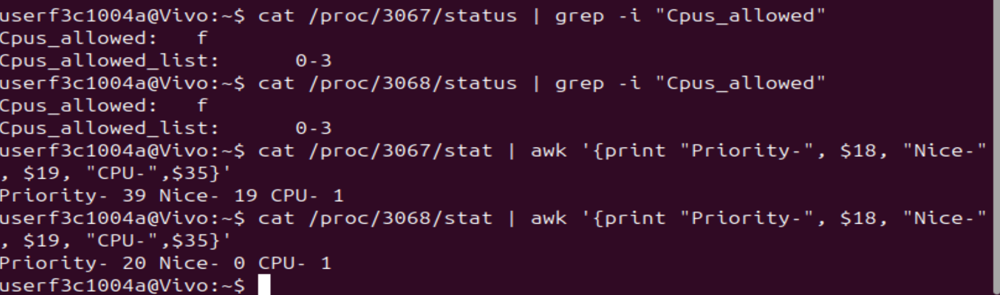 userf3c1004a@Vivo:~$ cat /proc/3067/status | grep -i "Cpus_allowed"
Cpus_allowed:   f
Cpus_allowed_list:      0-3
userf3c1004a@Vivo:~$ cat /proc/3068/status | grep -i "Cpus_allowed"
Cpus_allowed:   f
Cpus_allowed_list:      0-3
userf3c1004a@Vivo:~$ cat /proc/3067/stat | awk '{print "Priority-", $18, "Nice-"
, $19, "CPU-",$35}'
Priority- 39 Nice- 19 CPU- 1
userf3c1004a@Vivo:~$ cat /proc/3068/stat | awk '{print "Priority-", $18, "Nice-"
, $19, "CPU-",$35}'
Priority- 20 Nice- 0 CPU- 1
userf3c1004a@Vivo:~$